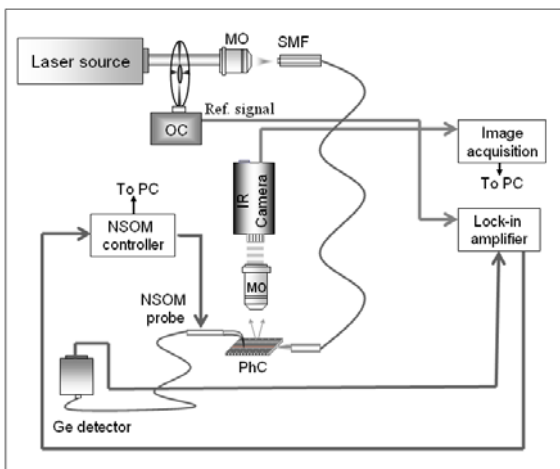 MO
SMF
Laser source
Ref. signal
OC
Image
acquisition
To PC
To PC
IR
Camera
NSOM
controller
Lock-in
amplifier
MO
NSOM
probe
PhC
Ge detector